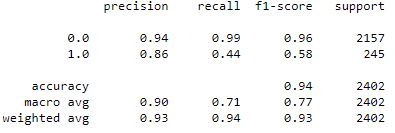 precision recall f1-score support
0.0 0.94 0.99 0.96 2157
1.0 0.86 0.44 0.58 245
accuracy 0.94 2402
macro avg 0.90 0.71 0.77 2402
weighted avg 0.93 0.94 0.93 2402